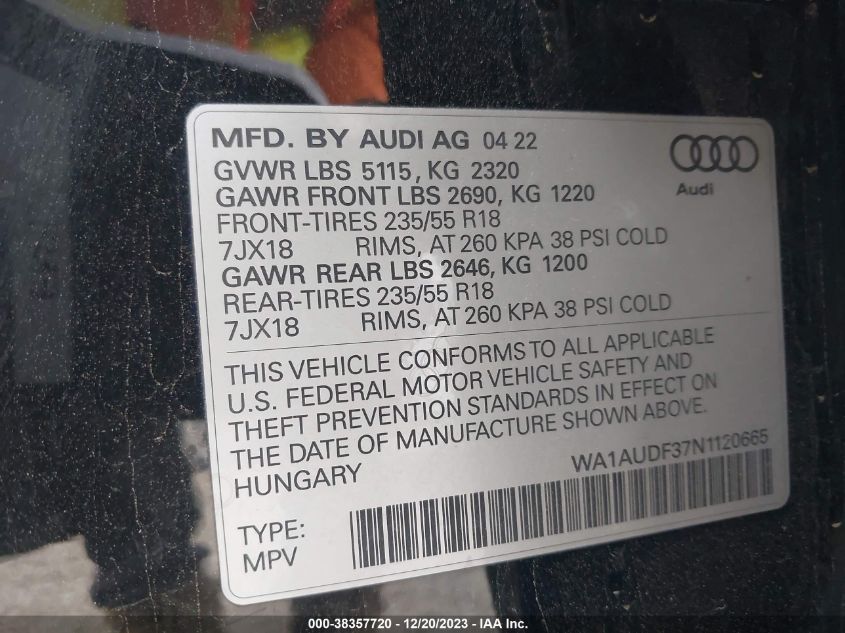 MFD. BY AUDI AG 04 22
GVWR LBS 5115, KG 2320
GAWR FRONT LBS 2690, KG 1220
FRONT-TIRES 235/55 R18
7JX18 RIMS, AT 260 KPA 38 PSI COLD
GAWR REAR LBS 2646, KG 1200
REAR-TIRES 235/55 R18
7JX18 RIMS, AT 260 KPA 38 PSI COLD
Audi
THIS VEHICLE CONFORMS TO ALL APPLICABLE
U.S. FEDERAL MOTOR VEHICLE SAFETY AND
THEFT PREVENTION STANDARDS IN EFFECT ON
THE DATE OF MANUFACTURE SHOWN ABOVE.
HUNGARY
WA1AUDF37N1120665
TYPE:
MPV
000-38357720 - 12/20/2023 - IAA Inc.